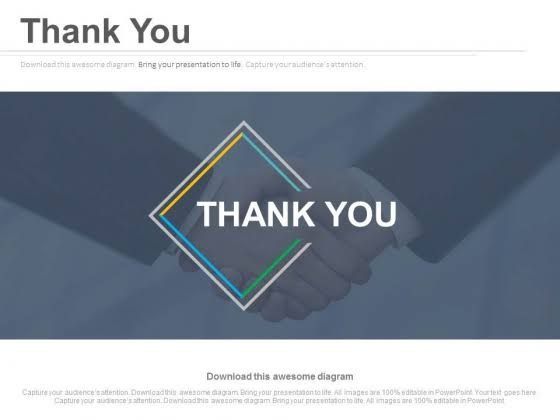 Thank You
Download this awesome diagram. Bring your presentation to life. Capture your audience's attention.
THANK YOU
Download this awesome diagram
Capture your audience's attention. Download this awesome diagram. Bring your presentation to life. All images are 100% editable in PowerPoint. Your text goes here
Capture your audience's attention. Download this awesome diagram. Bring your presentation to life. All images are 100% editable in PowerPoint.